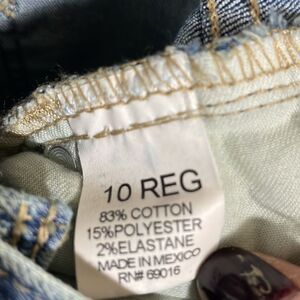 10 REG
83% COTTON
15%POLYESTER
2%ELASTANE
MADE IN MEXICO
RN# 69016